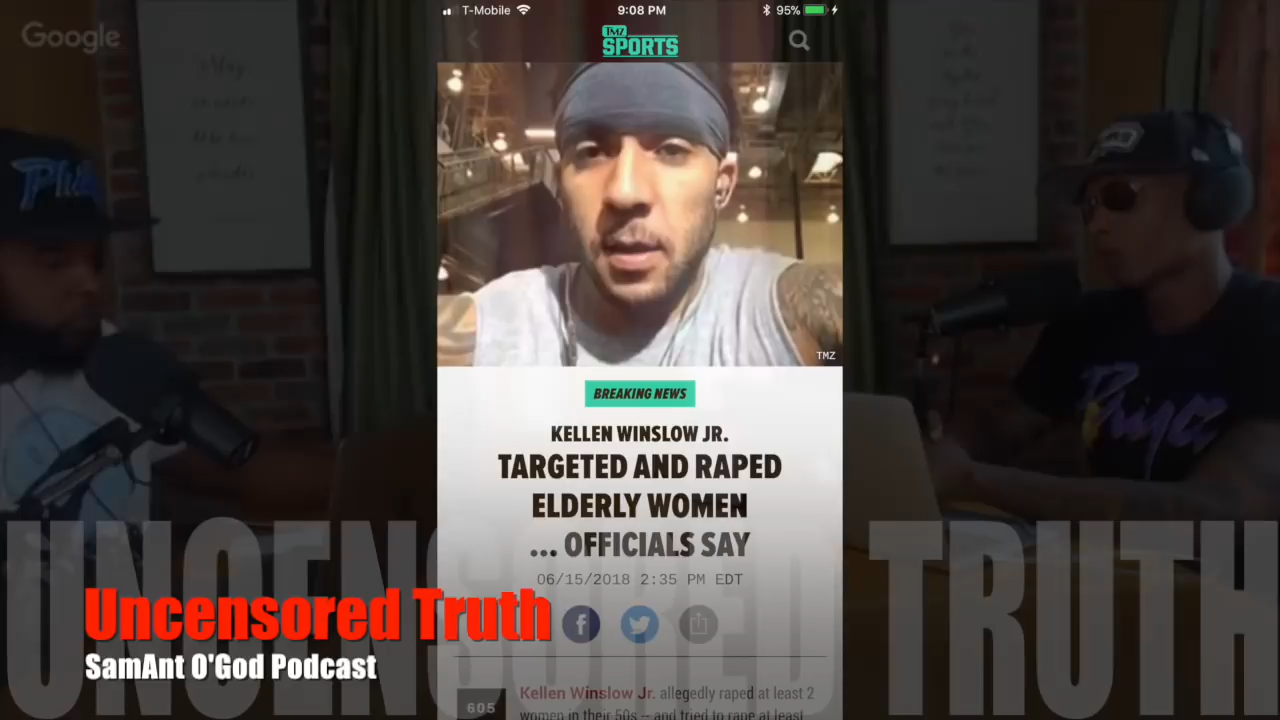 Google
T-Mobile
9:08 PM
95%
TMZ
SPORTS
Phil
TMZ
BREAKING NEWS
KELLEN WINSLOW JR.
TARGETED AND RAPED
ELDERLY WOMEN
... OFFICIALS SAY
06/15/2018 2:35 PM EDT
UNCENSORED TRUTH
Uncensored Truth
SamAnt O'God Podcast
605
Kellen Winslow Jr. allegedly raped at least 2
women in their 50s – and tried to rape at least